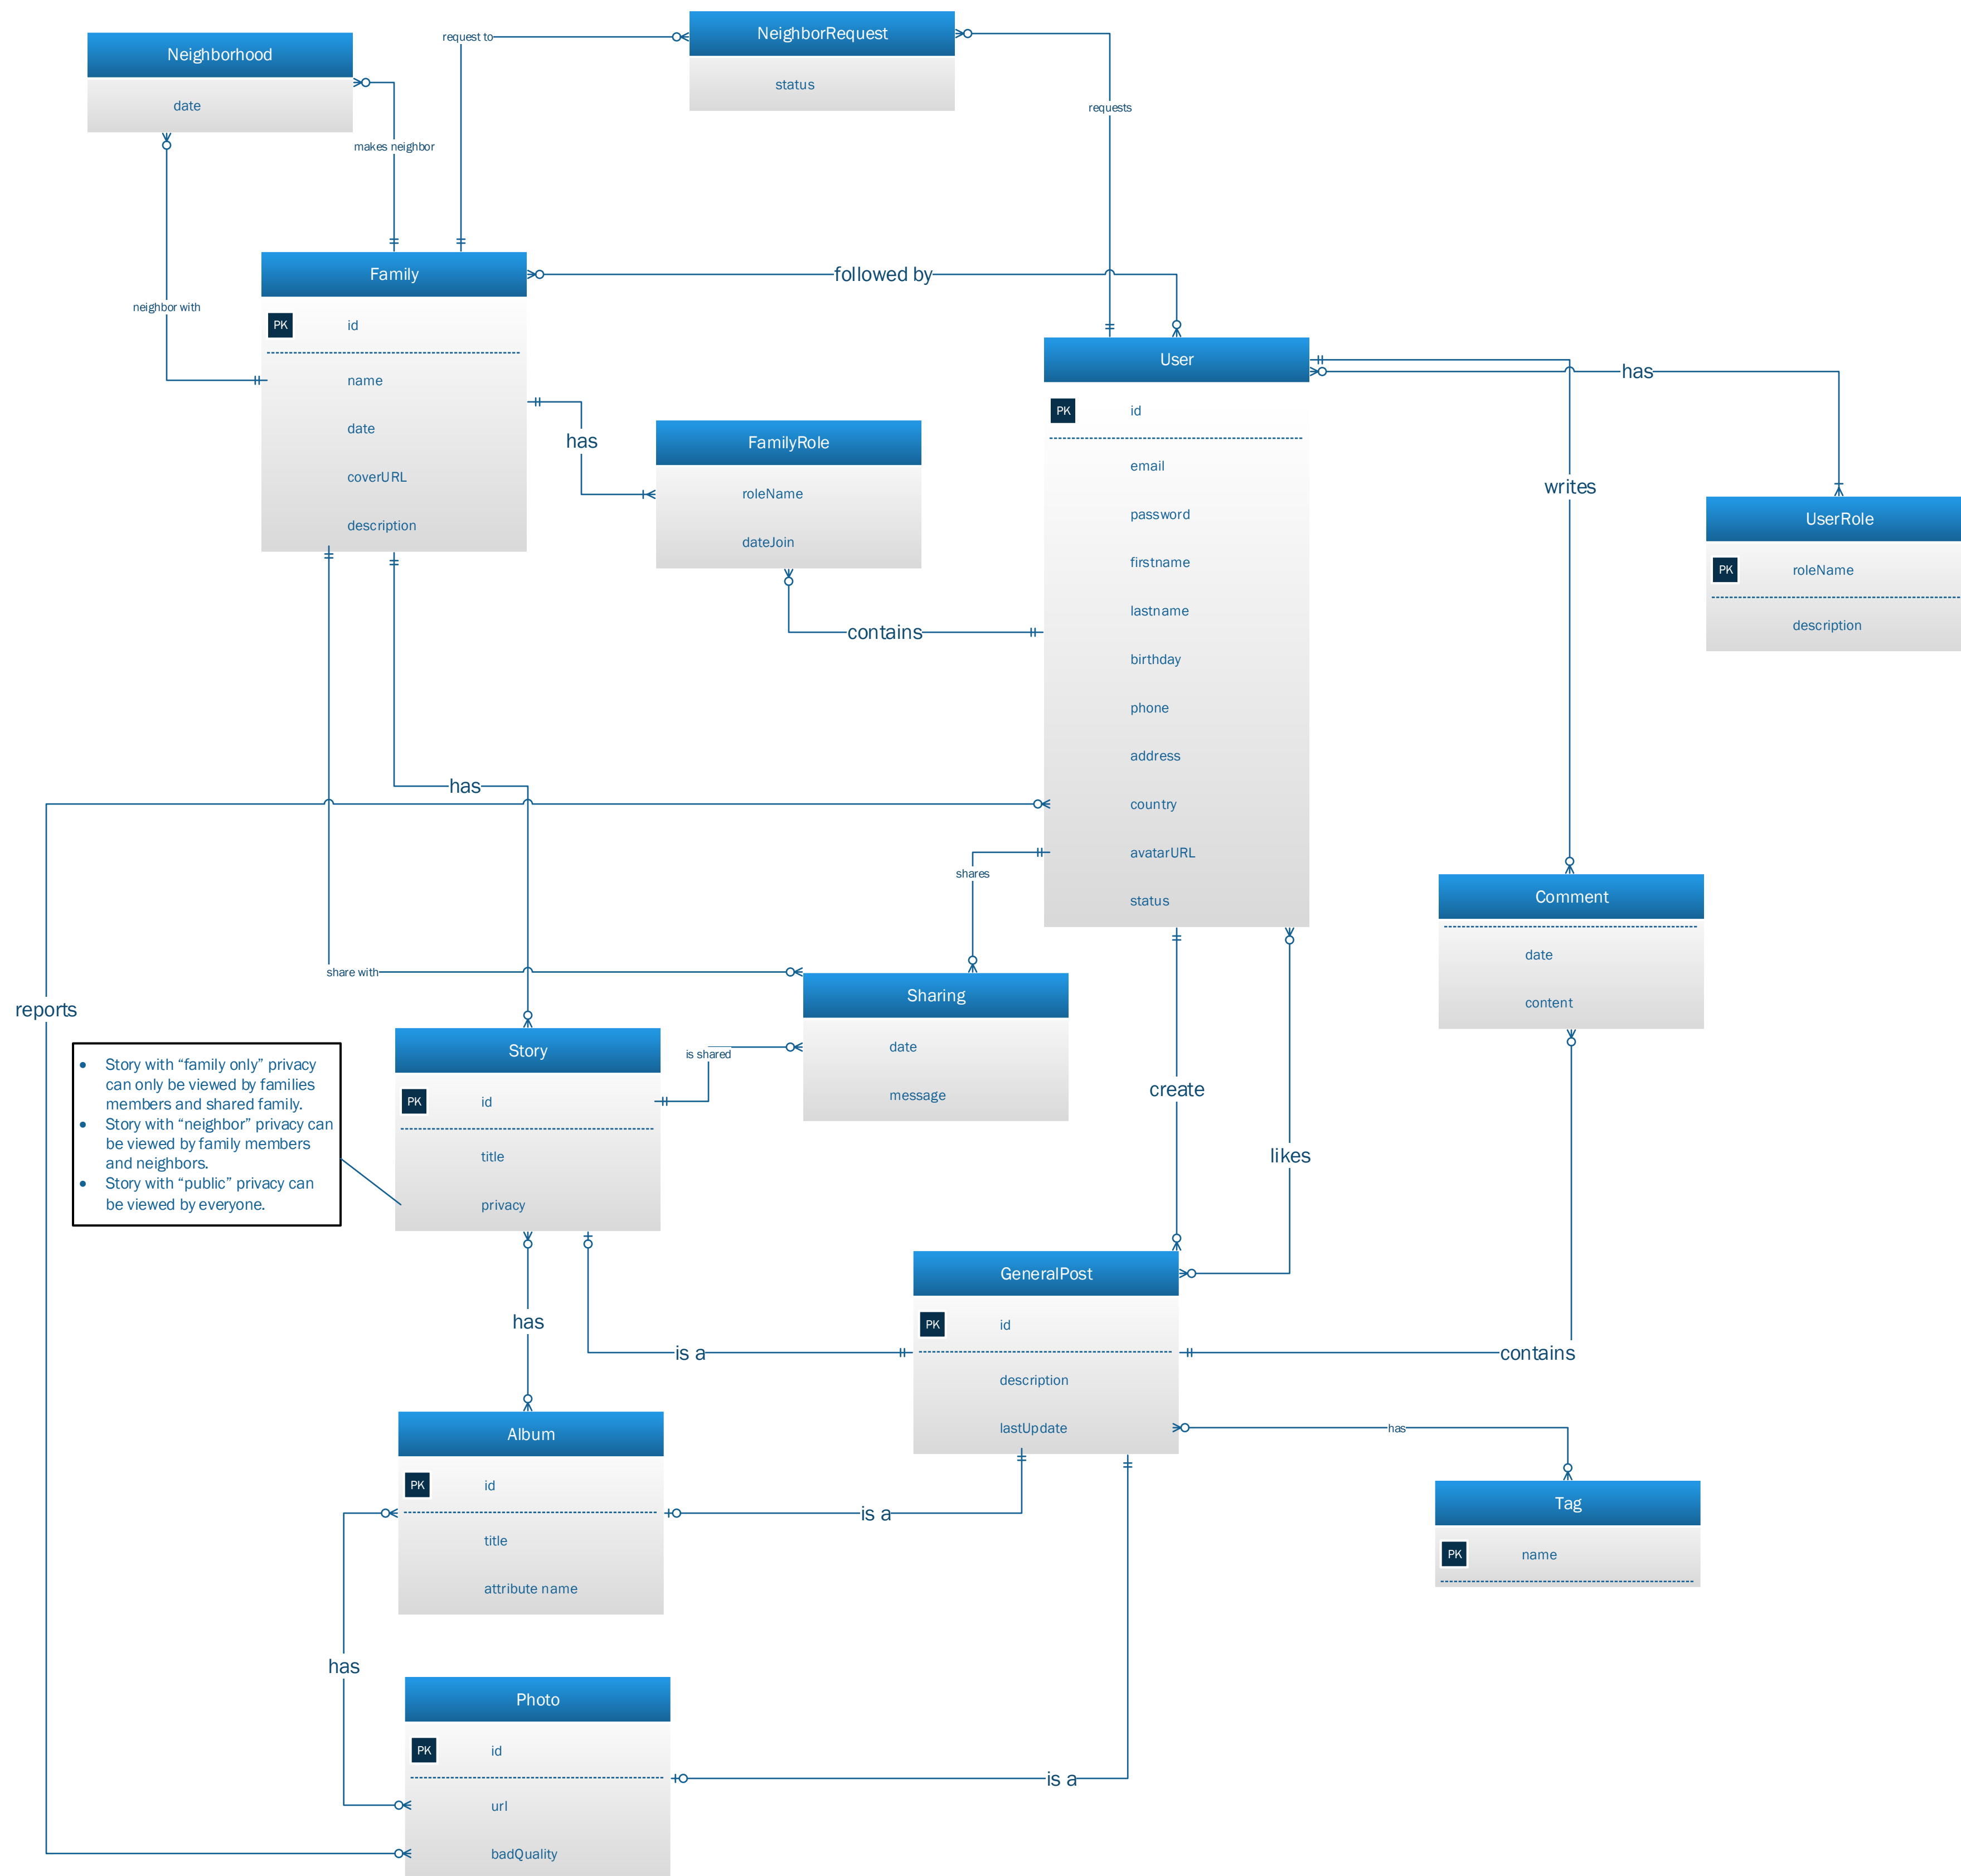 Neighborhood
date
request to
NeighborRequest
status
makes neighbor
requests
neighbor with
Family
PK
id
name
date
coverURL
description
followed by
has
FamilyRole
roleName
dateJoin
contains
User
PK
id
email
password
firstname
lastname
birthday
phone
address
country
avatarURL
status
has
writes
UserRole
PK
roleName
description
has
shares
Comment
date
content
share with
Sharing
date
message
reports
is shared
Story
PK
id
title
privacy
• Story with “family only” privacy
can only be viewed by families
members and shared family.
• Story with “neighbor” privacy can
be viewed by family members
and neighbors.
• Story with “public” privacy can
be viewed by everyone.
create
likes
GeneralPost
PK
id
description
lastUpdate
has
is a
contains
has
Album
PK
id
title
attribute name
is a
Tag
PK
name
has
Photo
PK
id
url
badQuality
is a